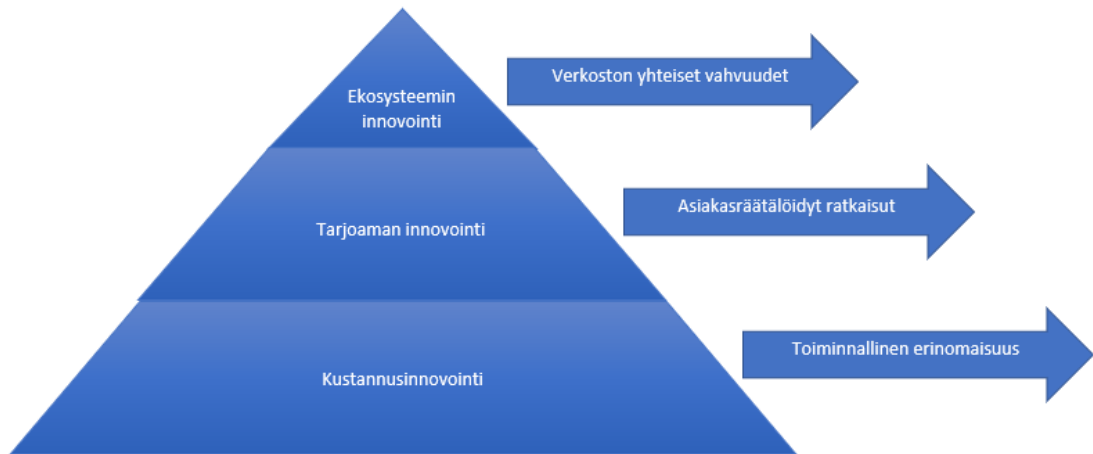 Ekosysteemin
innovointi
Verkoston yhteiset vahvuudet
Tarjoaman innovointi
Asiakasräätälöidyt ratkaisut
Kustannusinnovointi
Toiminnallinen erinomaisuus